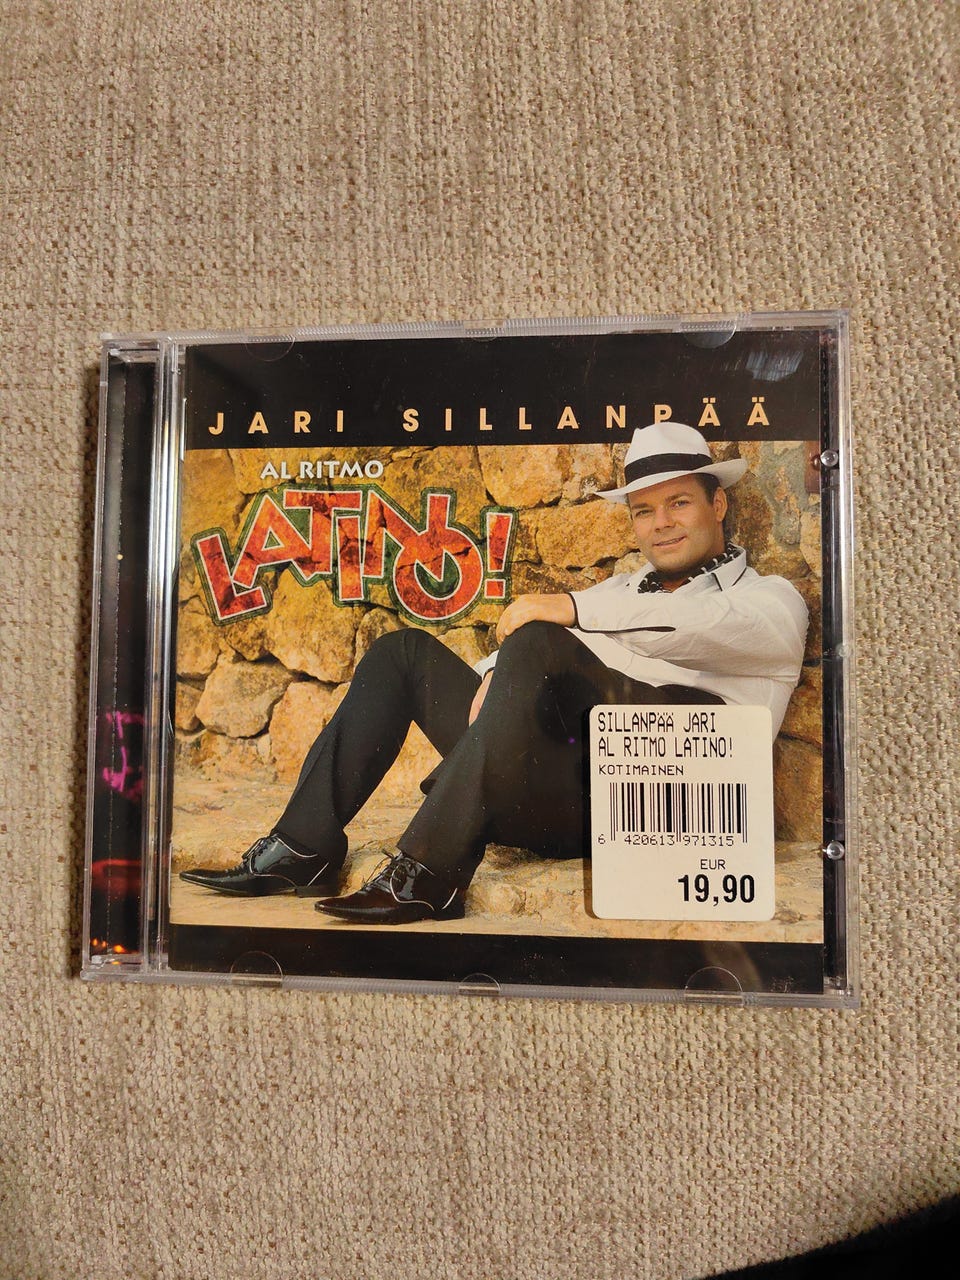 JARI SILLANPÄÄ
AL RITMO
LATINO!
SILLANPÄÄ JARI
AL RITMO LATINO!
KOTIMAINEN
6 420613 971315
EUR
19,90